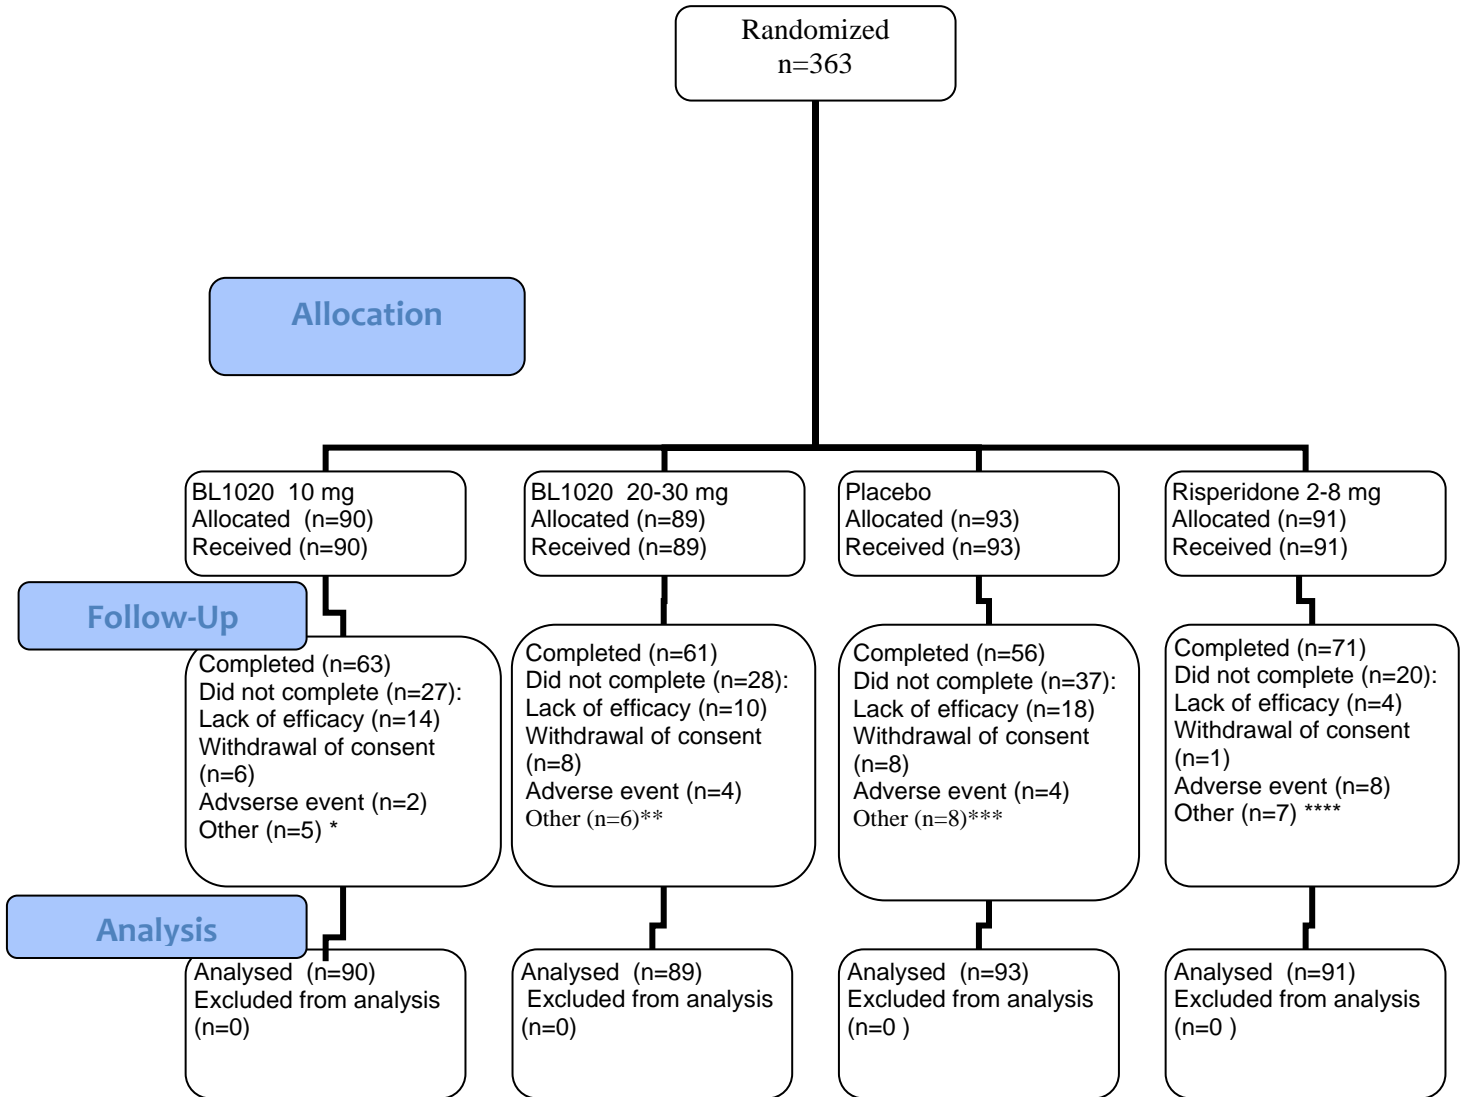 Randomized
n=363
Allocation
BL1020  10 mg
Allocated  (n=90)
Received (n=90)
BL1020  20-30 mg
Allocated (n=89)
Received (n=89)
Placebo
Allocated (n=93)
Received (n=93)
Risperidone 2-8 mg
Allocated (n=91)
Received (n=91)
Follow-Up
Completed (n=63)
Did not complete (n=27):
Lack of efficacy (n=14)
Withdrawal of consent
(n=6)
Advserse event (n=2)
Other (n=5) *
Completed (n=61)
Did not complete (n=28):
Lack of efficacy (n=10)
Withdrawal of consent
(n=8)
Adverse event (n=4)
Other (n=6)**
Completed (n=56)
Did not complete (n=37):
Lack of efficacy (n=18)
Withdrawal of consent
(n=8)
Adverse event (n=4)
Other (n=8)***
Completed (n=71)
Did not complete (n=20):
Lack of efficacy (n=4)
Withdrawal of consent
(n=1)
Adverse event (n=8)
Other (n=7) ****
Analysis
Analysed  (n=90)
Excluded from analysis
(n=0)
Analysed  (n=89)
Excluded from analysis
(n=0)
Analysed  (n=93)
Excluded from analysis
(n=0 )
Analysed  (n=91)
Excluded from analysis
(n=0 )